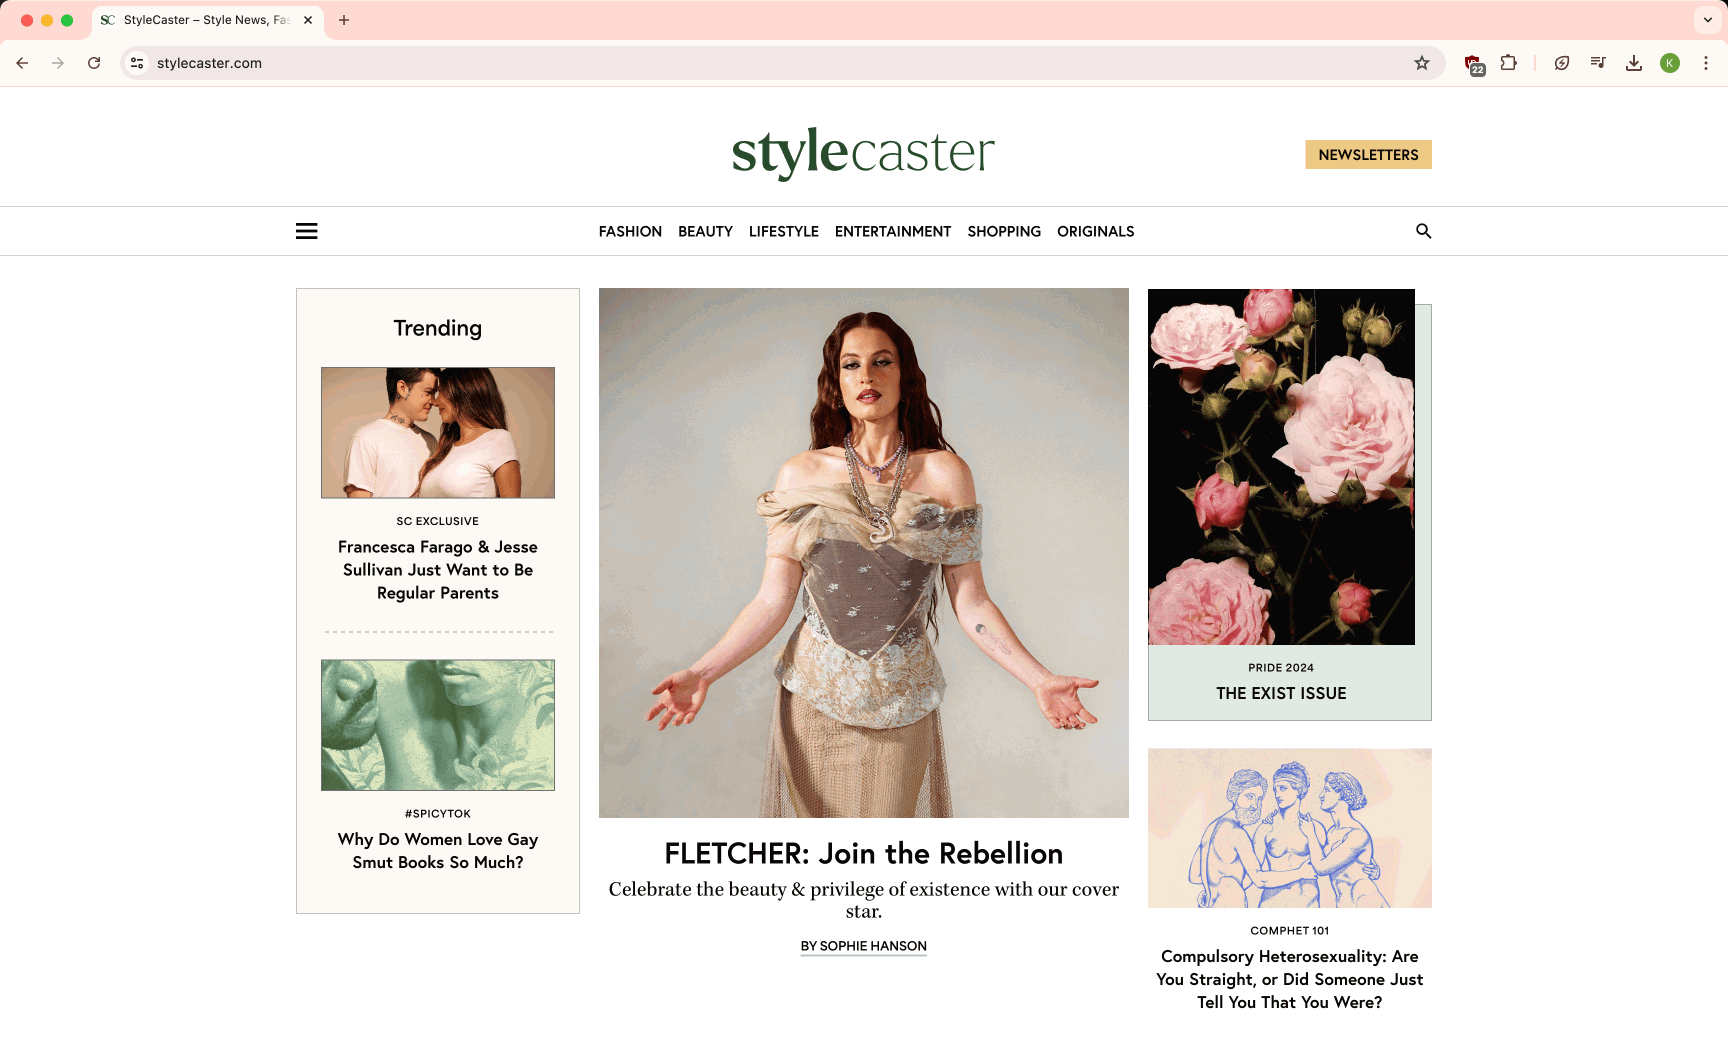 SC StyleCaster – Style News, Fa
stylecaster.com
22
K
stylecaster
NEWSLETTERS
FASHION BEAUTY LIFESTYLE ENTERTAINMENT SHOPPING ORIGINALS
Trending
SC EXCLUSIVE
Francesca Farago & Jesse
Sullivan Just Want to Be
Regular Parents
#SPICYTOK
Why Do Women Love Gay
Smut Books So Much?
FLETCHER: Join the Rebellion
Celebrate the beauty & privilege of existence with our cover
star.
BY SOPHIE HANSON
PRIDE 2024
THE EXIST ISSUE
COMPHET 101
Compulsory Heterosexuality: Are
You Straight, or Did Someone Just
Tell You That You Were?